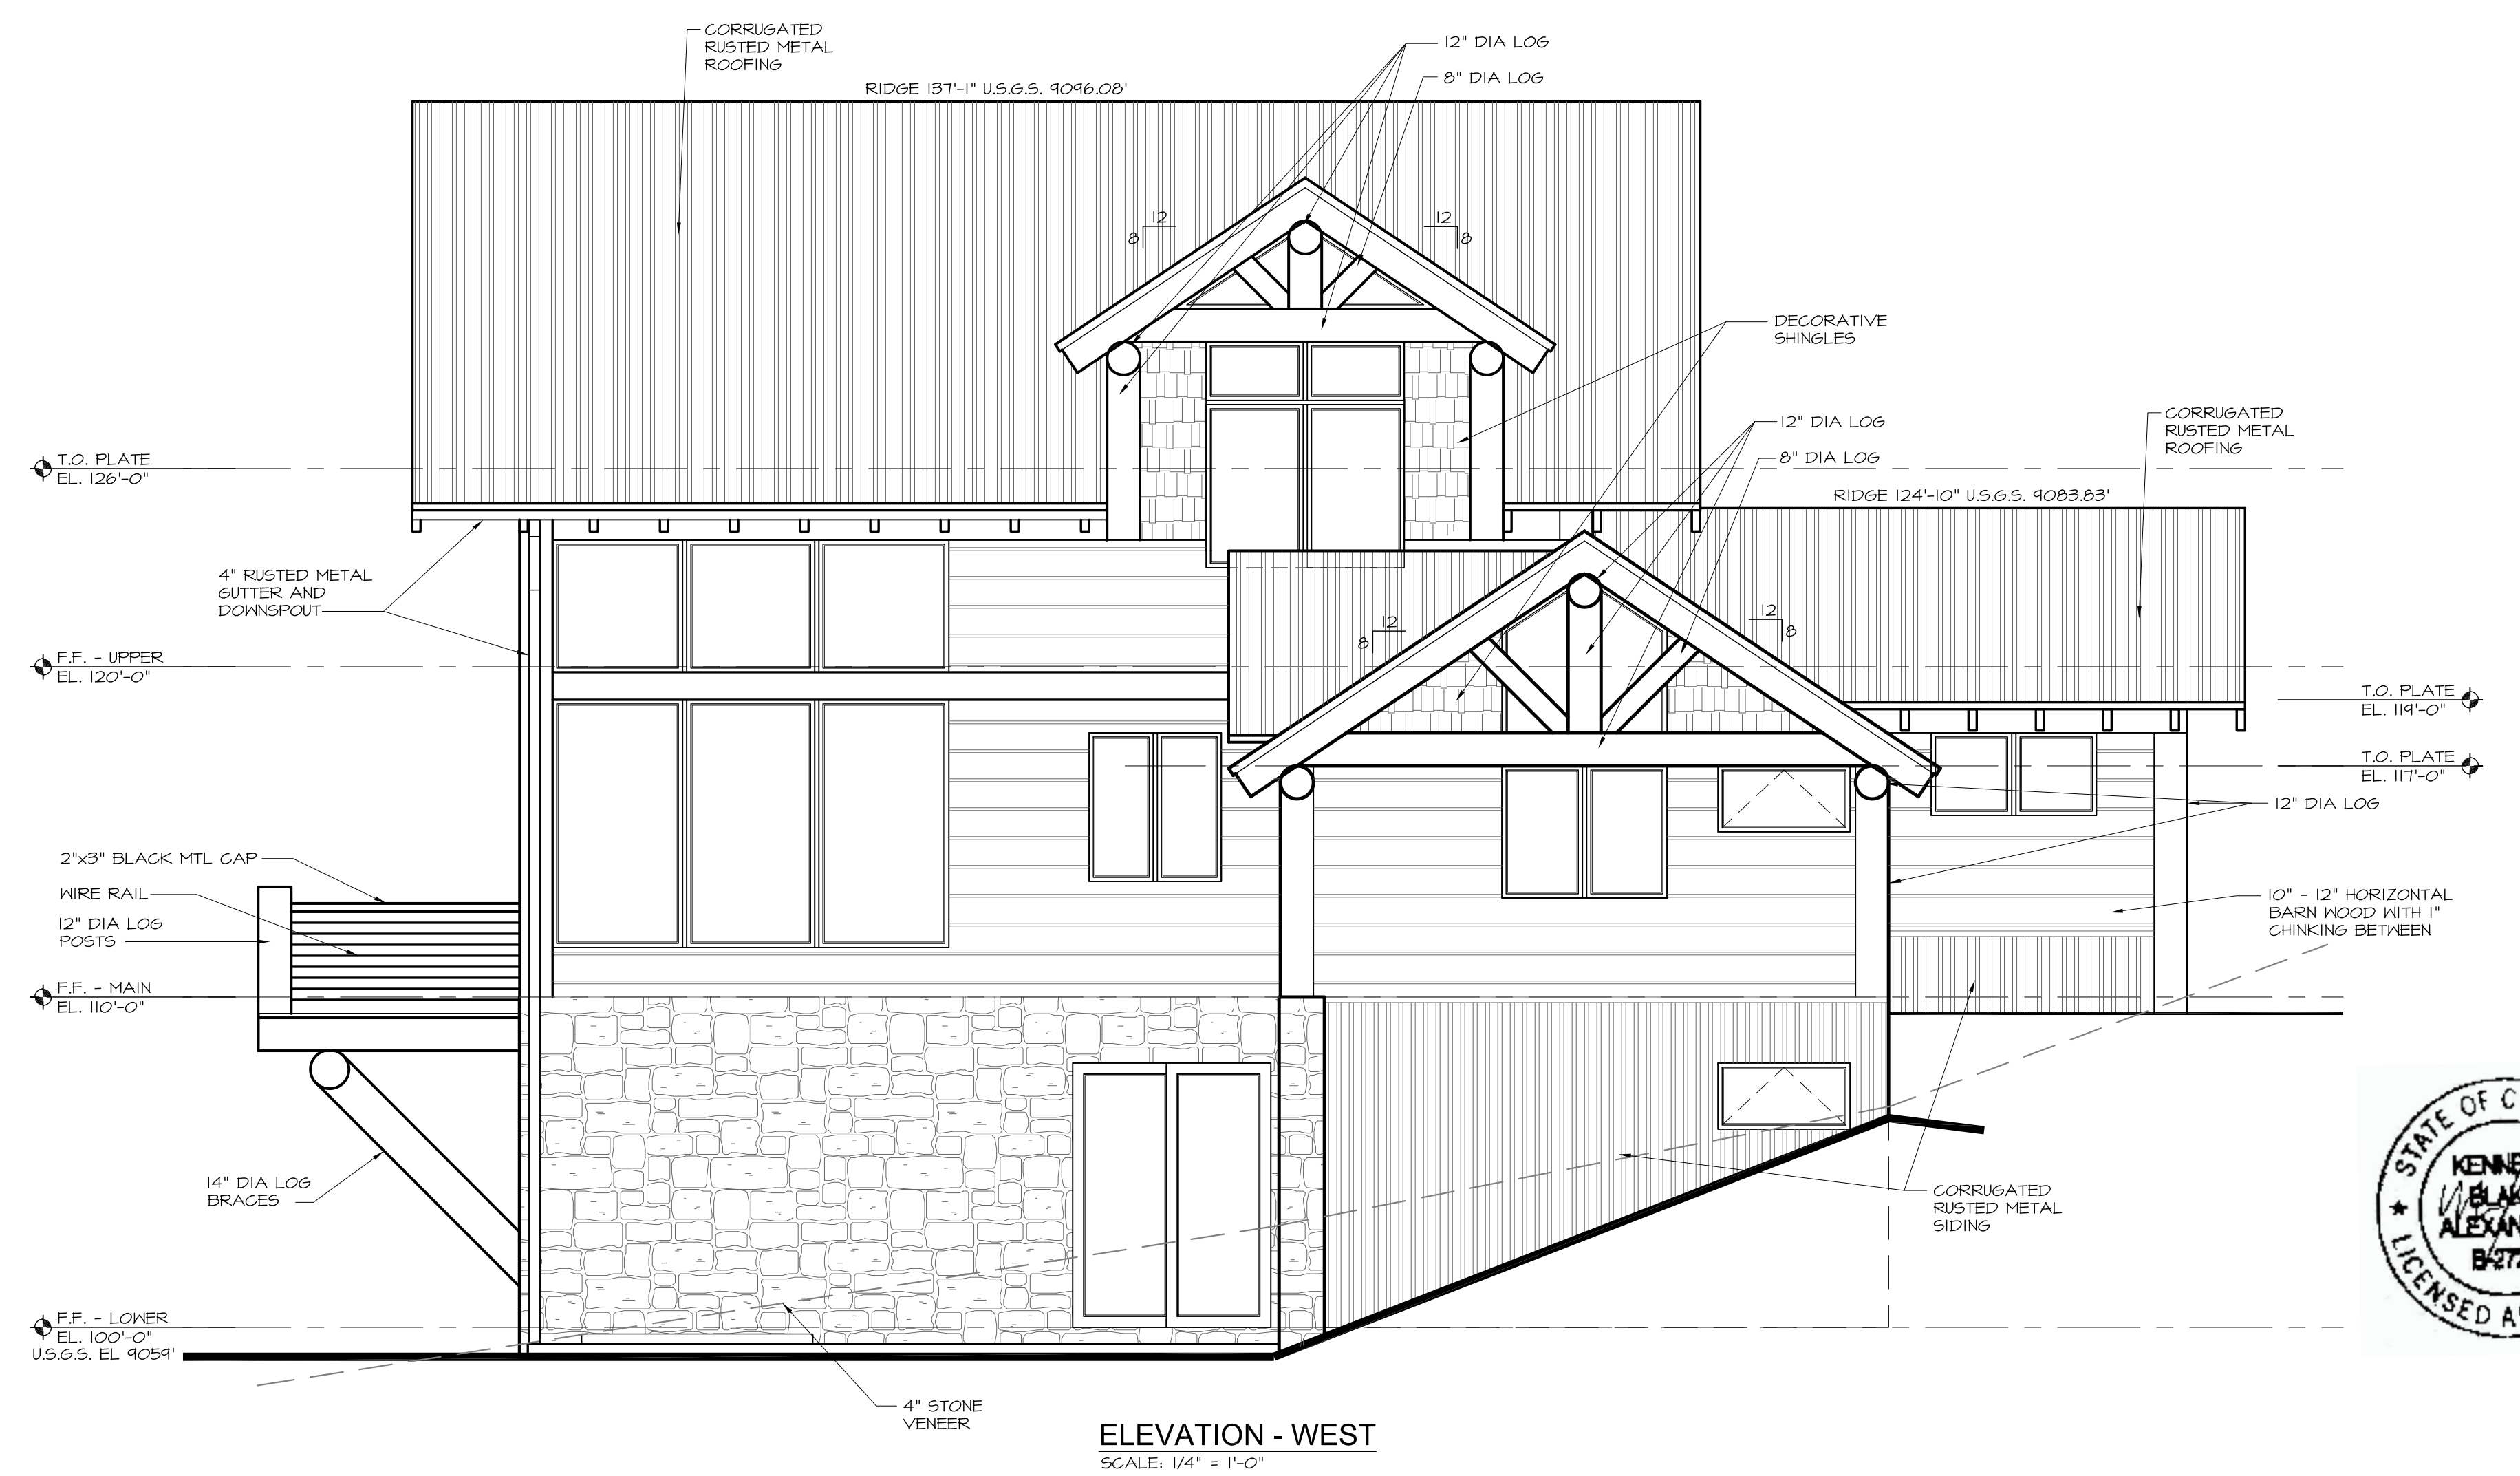 CORRUGATED
RUSTED METAL
ROOFING
12" DIA LOG
8" DIA LOG
RIDGE 137'-1" U.S.G.S. 9096.08'
12
8
12
8
DECORATIVE
SHINGLES
12" DIA LOG
8" DIA LOG
CORRUGATED
RUSTED METAL
ROOFING
T.O. PLATE
EL. 126'-0"
RIDGE 124'-10" U.S.G.S. 9083.83'
4" RUSTED METAL
GUTTER AND
DOWNSPOUT
12
8
12
8
F.F. - UPPER
EL. 120'-0"
T.O. PLATE
EL. 119'-0"
T.O. PLATE
EL. 117'-0"
12" DIA LOG
2"x3" BLACK MTL CAP
WIRE RAIL
12" DIA LOG
POSTS
10" - 12" HORIZONTAL
BARN WOOD WITH 1"
CHINKING BETWEEN
F.F. - MAIN
EL. 110'-0"
14" DIA LOG
BRACES
CORRUGATED
RUSTED METAL
SIDING
STATE OF C
KENNE
LICENSED A
F.F. - LOWER
EL. 100'-0"
U.S.G.S. EL 9059'
4" STONE
VENEER
ELEVATION - WEST
SCALE: 1/4" = 1'-0"